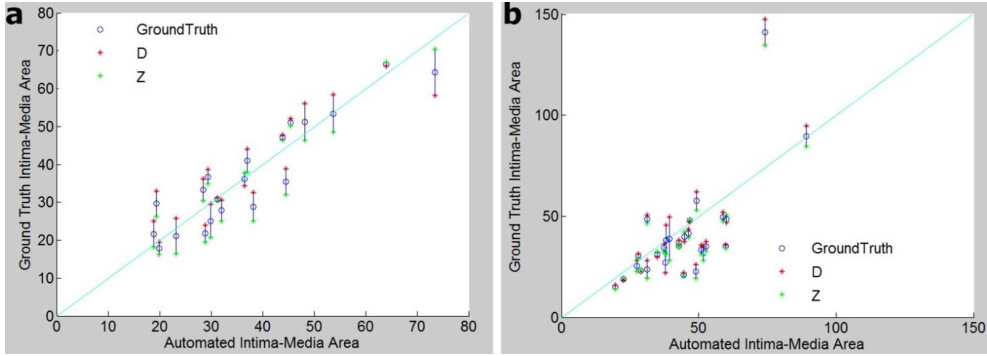 a
80
70
60
50
40
30
20
10
0
GroundTruth
D
Z
Ground Truth Intima-Media Area
0 10 20 30 40 50 60 70 80
Automated Intima-Media Area
b
150
100
50
0
Ground Truth Intima-Media Area
GroundTruth
D
Z
0 50 100 150
Automated Intima-Media Area